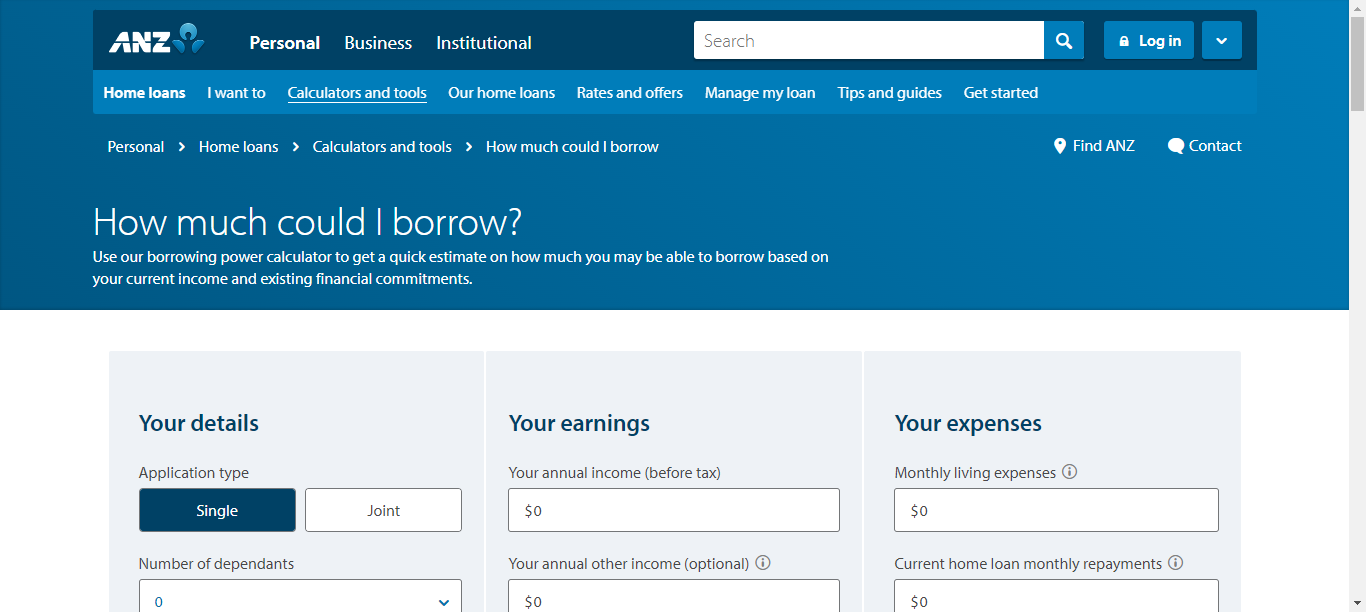 ANZ Personal Business Institutional Search Log in
Home loans I want to Calculators and tools Our home loans Rates and offers Manage my loan Tips and guides Get started
Personal Home loans Calculators and tools How much could I borrow Find ANZ Contact
How much could I borrow?
Use our borrowing power calculator to get a quick estimate on how much you may be able to borrow based on
your current income and existing financial commitments.
Your details
Application type
Single Joint
Number of dependants
0
Your earnings
Your annual income (before tax)
$0
Your annual other income (optional)
$0
Your expenses
Monthly living expenses
$0
Current home loan monthly repayments
$0